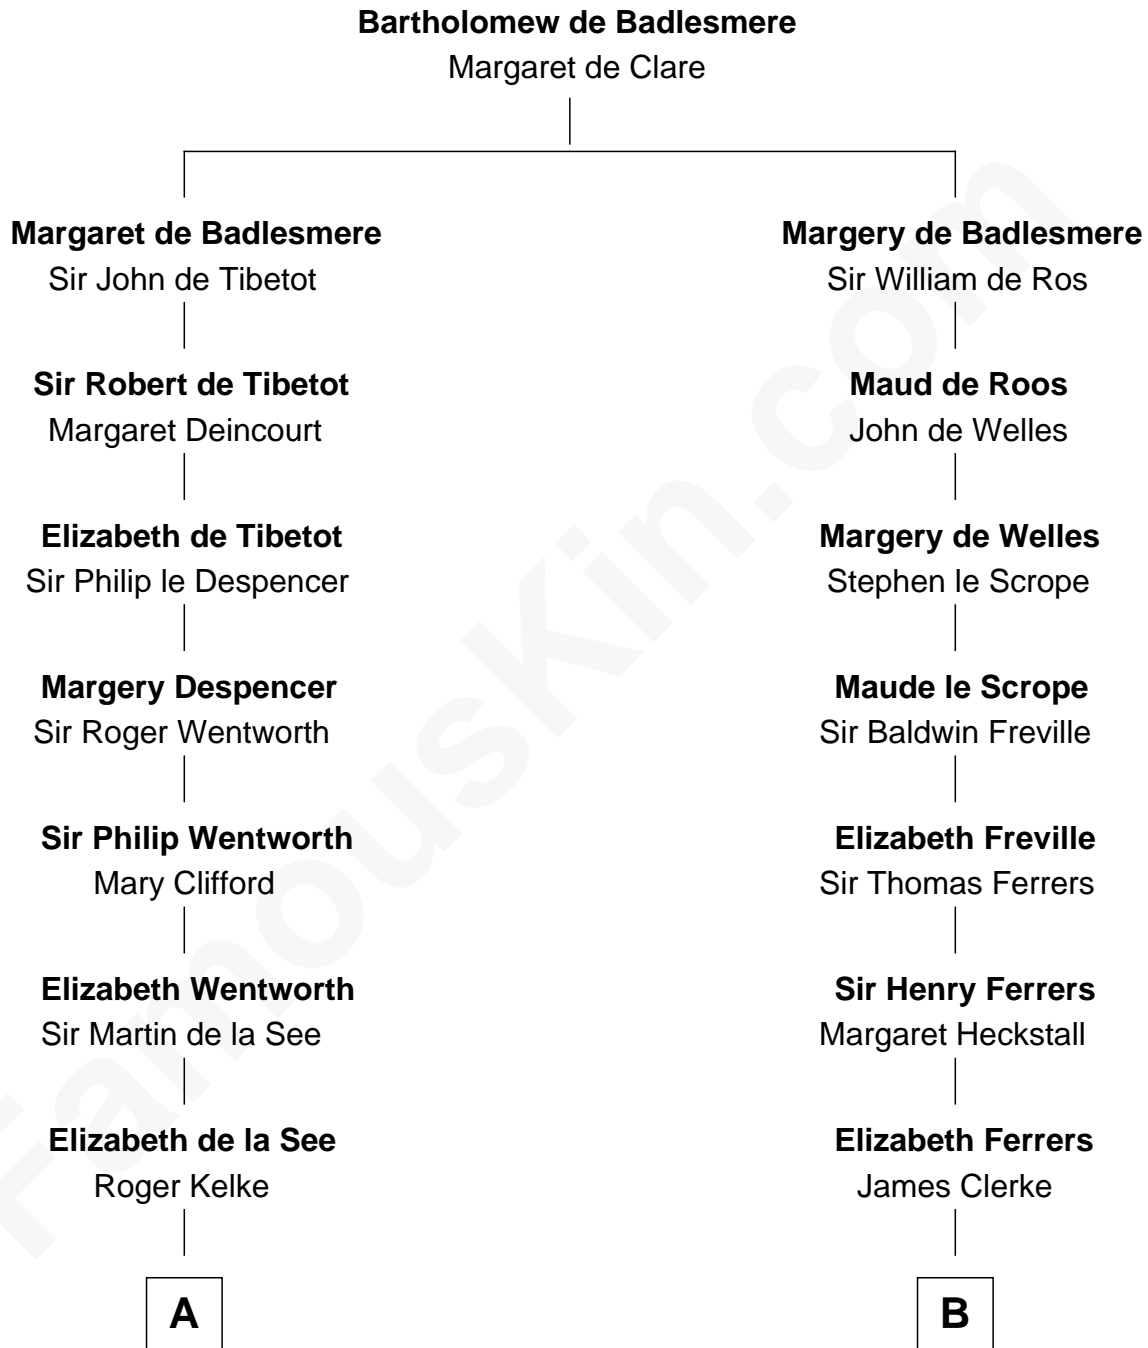 Bartholomew de Badlesmere
Margaret de Clare
Margaret de Badlesmere
Sir John de Tibetot
Margery de Badlesmere
Sir William de Ros
Sir Robert de Tibetot
Margaret Deincourt
Maud de Roos
John de Welles
Elizabeth de Tibetot
Sir Philip le Despencer
Margery de Welles
Stephen le Scrope
Margery Despencer
Sir Roger Wentworth
Maude le Scrope
Sir Baldwin Freville
Sir Philip Wentworth
Mary Clifford
Elizabeth Freville
Sir Thomas Ferrers
Elizabeth Wentworth
Sir Martin de la See
Sir Henry Ferrers
Margaret Heckstall
Elizabeth de la See
Roger Kelke
Elizabeth Ferrers
James Clerke
A
B
FamousKin.com